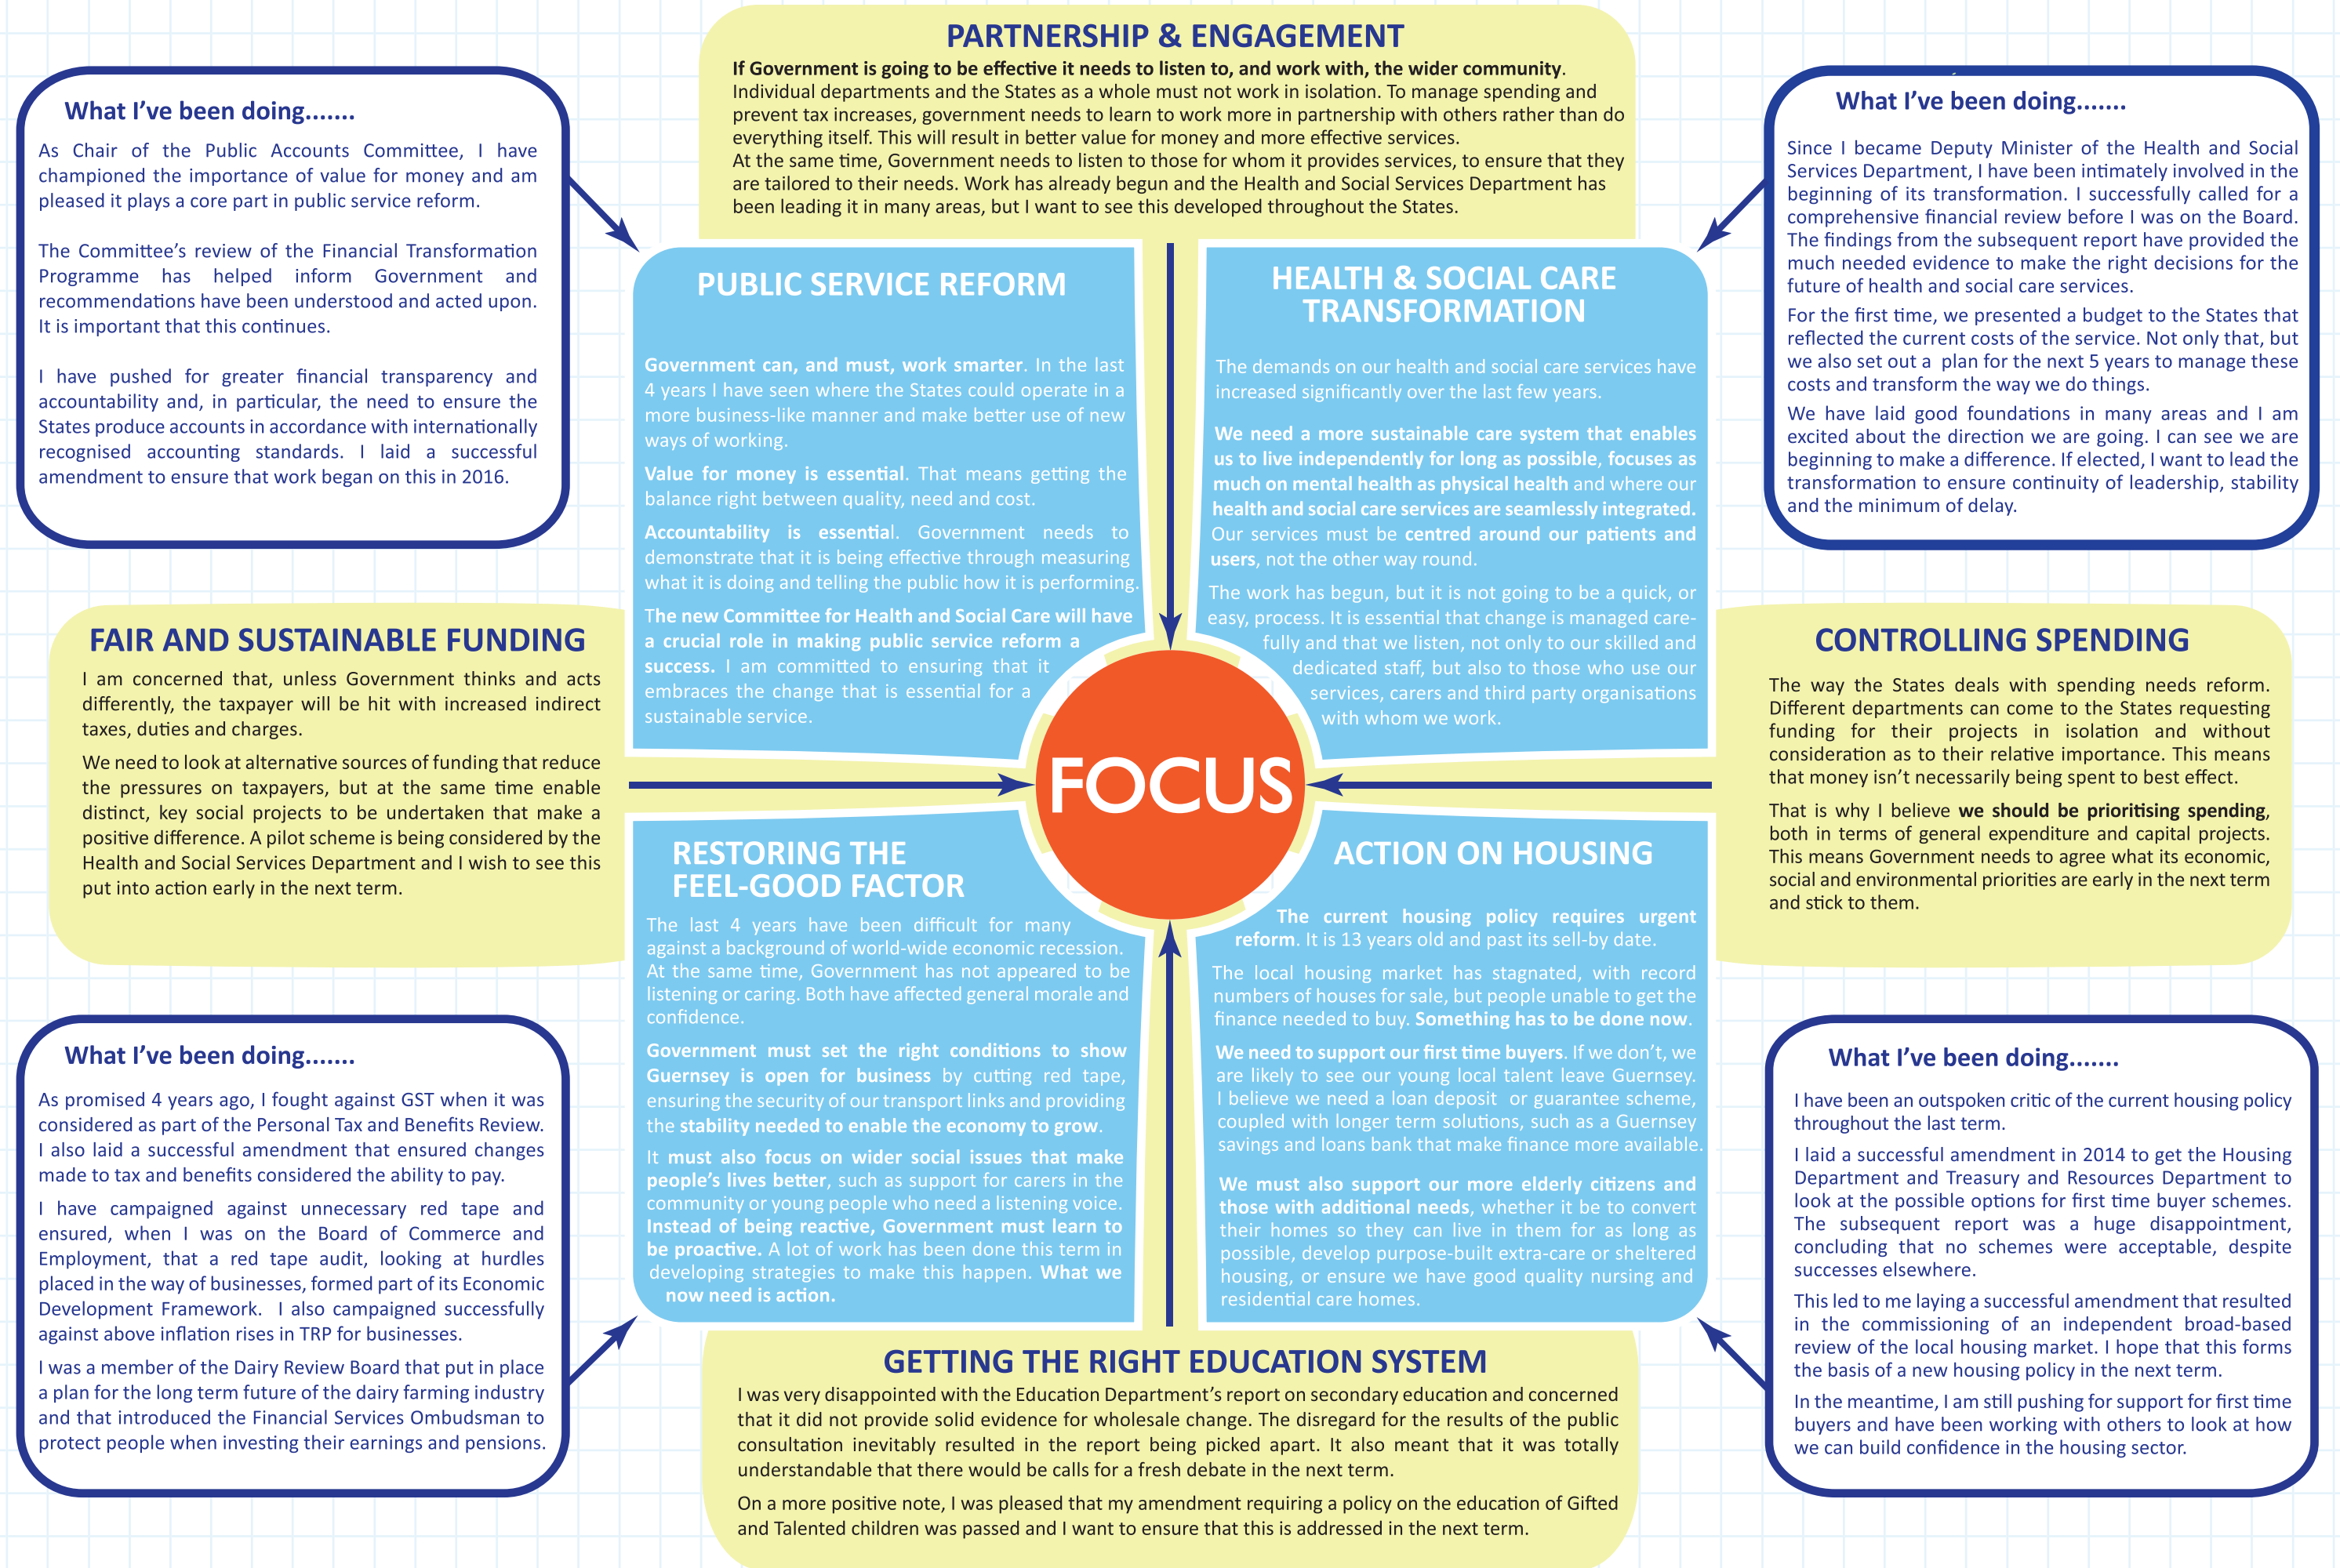 PARTNERSHIP & ENGAGEMENT
If Government is going to be effective it needs to listen to, and work with, the wider community.
Individual departments and the States as a whole must not work in isolation. To manage spending and
prevent tax increases, government needs to learn to work more in partnership with others rather than do
everything itself. This will result in better value for money and more effective services.
At the same time, Government needs to listen to those for whom it provides services, to ensure that they
are tailored to their needs. Work has already begun and the Health and Social Services Department has
been leading it in many areas, but I want to see this developed throughout the States.
What I've been doing.......
As Chair of the Public Accounts Committee, I have
championed the importance of value for money and am
pleased it plays a core part in public service reform.
The Committee's review of the Financial Transformation
Programme has helped inform Government and
recommendations have been understood and acted upon.
It is important that this continues.
I have pushed for greater financial transparency and
accountability and, in particular, the need to ensure the
States produce accounts in accordance with internationally
recognised accounting standards. I laid a successful
amendment to ensure that work began on this in 2016.
PUBLIC SERVICE REFORM
Government can, and must, work smarter. In the last
4 years I have seen where the States could operate in a
more business-like manner and make better use of new
ways of working.
Value for money is essential. That means getting the
balance right between quality, need and cost.
Accountability is essential. Government needs to
demonstrate that it is being effective through measuring
what it is doing and telling the public how it is performing.
The new Committee for Health and Social Care will have
a crucial role in making public service reform a
success. I am committed to ensuring that it
embraces the change that is essential for a
sustainable service.
HEALTH & SOCIAL CARE
TRANSFORMATION
The demands on our health and social care services have
increased significantly over the last few years.
We need a more sustainable care system that enables
us to live independently for long as possible, focuses as
much on mental health as physical health and where our
health and social care services are seamlessly integrated.
Our services must be centred around our patients and
users, not the other way round.
The work has begun, but it is not going to be a quick, or
easy, process. It is essential that change is managed care-
fully and that we listen, not only to our skilled and
dedicated staff, but also to those who use our
services, carers and third party organisations
with whom we work.
What I've been doing.......
Since I became Deputy Minister of the Health and Social
Services Department, I have been intimately involved in the
beginning of its transformation. I successfully called for a
comprehensive financial review before I was on the Board.
The findings from the subsequent report have provided the
much needed evidence to make the right decisions for the
future of health and social care services.
For the first time, we presented a budget to the States that
reflected the current costs of the service. Not only that, but
we also set out a plan for the next 5 years to manage these
costs and transform the way we do things.
We have laid good foundations in many areas and I am
excited about the direction we are going. I can see we are
beginning to make a difference. If elected, I want to lead the
transformation to ensure continuity of leadership, stability
and the minimum of delay.
FAIR AND SUSTAINABLE FUNDING
I am concerned that, unless Government thinks and acts
differently, the taxpayer will be hit with increased indirect
taxes, duties and charges.
We need to look at alternative sources of funding that reduce
the pressures on taxpayers, but at the same time enable
distinct, key social projects to be undertaken that make a
positive difference. A pilot scheme is being considered by the
Health and Social Services Department and I wish to see this
put into action early in the next term.
FOCUS
CONTROLLING SPENDING
The way the States deals with spending needs reform.
Different departments can come to the States requesting
funding for their projects in isolation and without
consideration as to their relative importance. This means
that money isn't necessarily being spent to best effect.
That is why I believe we should be prioritising spending,
both in terms of general expenditure and capital projects.
This means Government needs to agree what its economic,
social and environmental priorities are early in the next term
and stick to them.
RESTORING THE
FEEL-GOOD FACTOR
The last 4 years have been difficult for many
against a background of world-wide economic recession.
At the same time, Government has not appeared to be
listening or caring. Both have affected general morale and
confidence.
Government must set the right conditions to show
Guernsey is open for business by cutting red tape,
ensuring the security of our transport links and providing
the stability needed to enable the economy to grow.
It must also focus on wider social issues that make
people's lives better, such as support for carers in the
community or young people who need a listening voice.
Instead of being reactive, Government must learn to
be proactive. A lot of work has been done this term in
developing strategies to make this happen. What we
now need is action.
ACTION ON HOUSING
The current housing policy requires urgent
reform. It is 13 years old and past its sell-by date.
The local housing market has stagnated, with record
numbers of houses for sale, but people unable to get the
finance needed to buy. Something has to be done now.
We need to support our first time buyers. If we don't, we
are likely to see our young local talent leave Guernsey.
I believe we need a loan deposit or guarantee scheme,
coupled with longer term solutions, such as a Guernsey
savings and loans bank that make finance more available.
We must also support our more elderly citizens and
those with additional needs, whether it be to convert
their homes so they can live in them for as long as
possible, develop purpose-built extra-care or sheltered
housing, or ensure we have good quality nursing and
residential care homes.
What I've been doing.......
As promised 4 years ago, I fought against GST when it was
considered as part of the Personal Tax and Benefits Review.
I also laid a successful amendment that ensured changes
made to tax and benefits considered the ability to pay.
I have campaigned against unnecessary red tape and
ensured, when I was on the Board of Commerce and
Employment, that a red tape audit, looking at hurdles
placed in the way of businesses, formed part of its Economic
Development Framework. I also campaigned successfully
against above inflation rises in TRP for businesses.
I was a member of the Dairy Review Board that put in place
a plan for the long term future of the dairy farming industry
and that introduced the Financial Services Ombudsman to
protect people when investing their earnings and pensions.
What I've been doing.......
I have been an outspoken critic of the current housing policy
throughout the last term.
I laid a successful amendment in 2014 to get the Housing
Department and Treasury and Resources Department to
look at the possible options for first time buyer schemes.
The subsequent report was a huge disappointment,
concluding that no schemes were acceptable, despite
successes elsewhere.
This led to me laying a successful amendment that resulted
in the commissioning of an independent broad-based
review of the local housing market. I hope that this forms
the basis of a new housing policy in the next term.
In the meantime, I am still pushing for support for first time
buyers and have been working with others to look at how
we can build confidence in the housing sector.
GETTING THE RIGHT EDUCATION SYSTEM
I was very disappointed with the Education Department's report on secondary education and concerned
that it did not provide solid evidence for wholesale change. The disregard for the results of the public
consultation inevitably resulted in the report being picked apart. It also meant that it was totally
understandable that there would be calls for a fresh debate in the next term.
On a more positive note, I was pleased that my amendment requiring a policy on the education of Gifted
and Talented children was passed and I want to ensure that this is addressed in the next term.